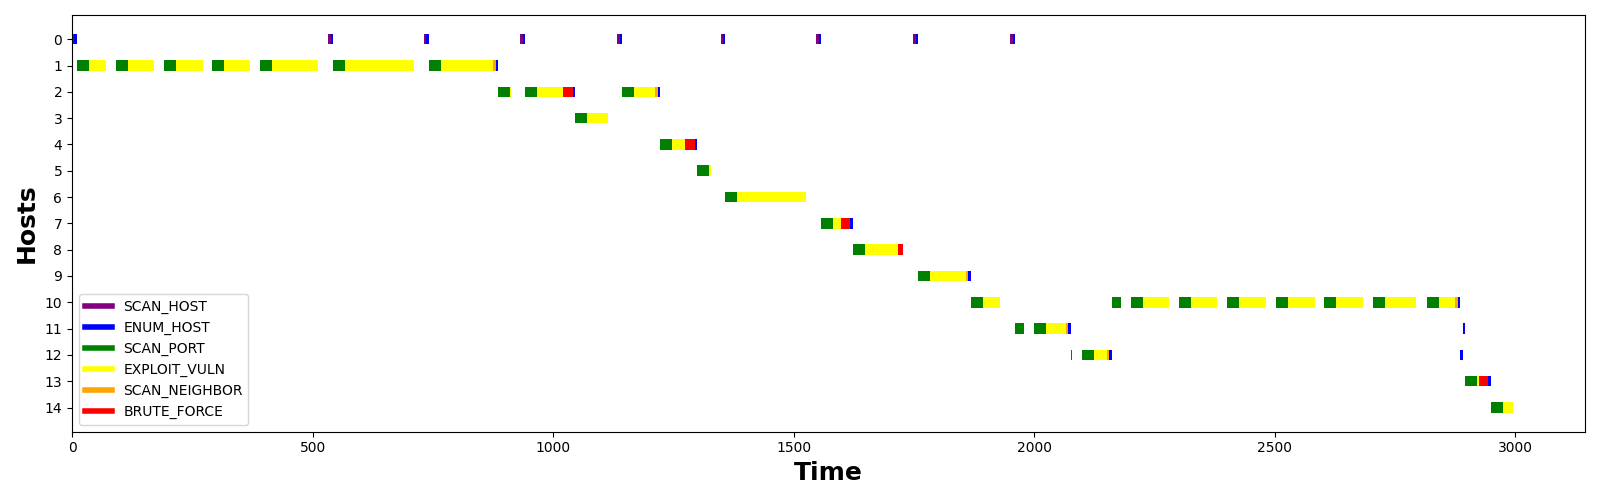 Hosts
0
1
2
3
4
5
6
7
8
9
10
11
12
13
14
SCAN_HOST
ENUM_HOST
SCAN_PORT
EXPLOIT_VULN
SCAN_NEIGHBOR
BRUTE_FORCE
0 500 1000 1500 2000 2500 3000
Time